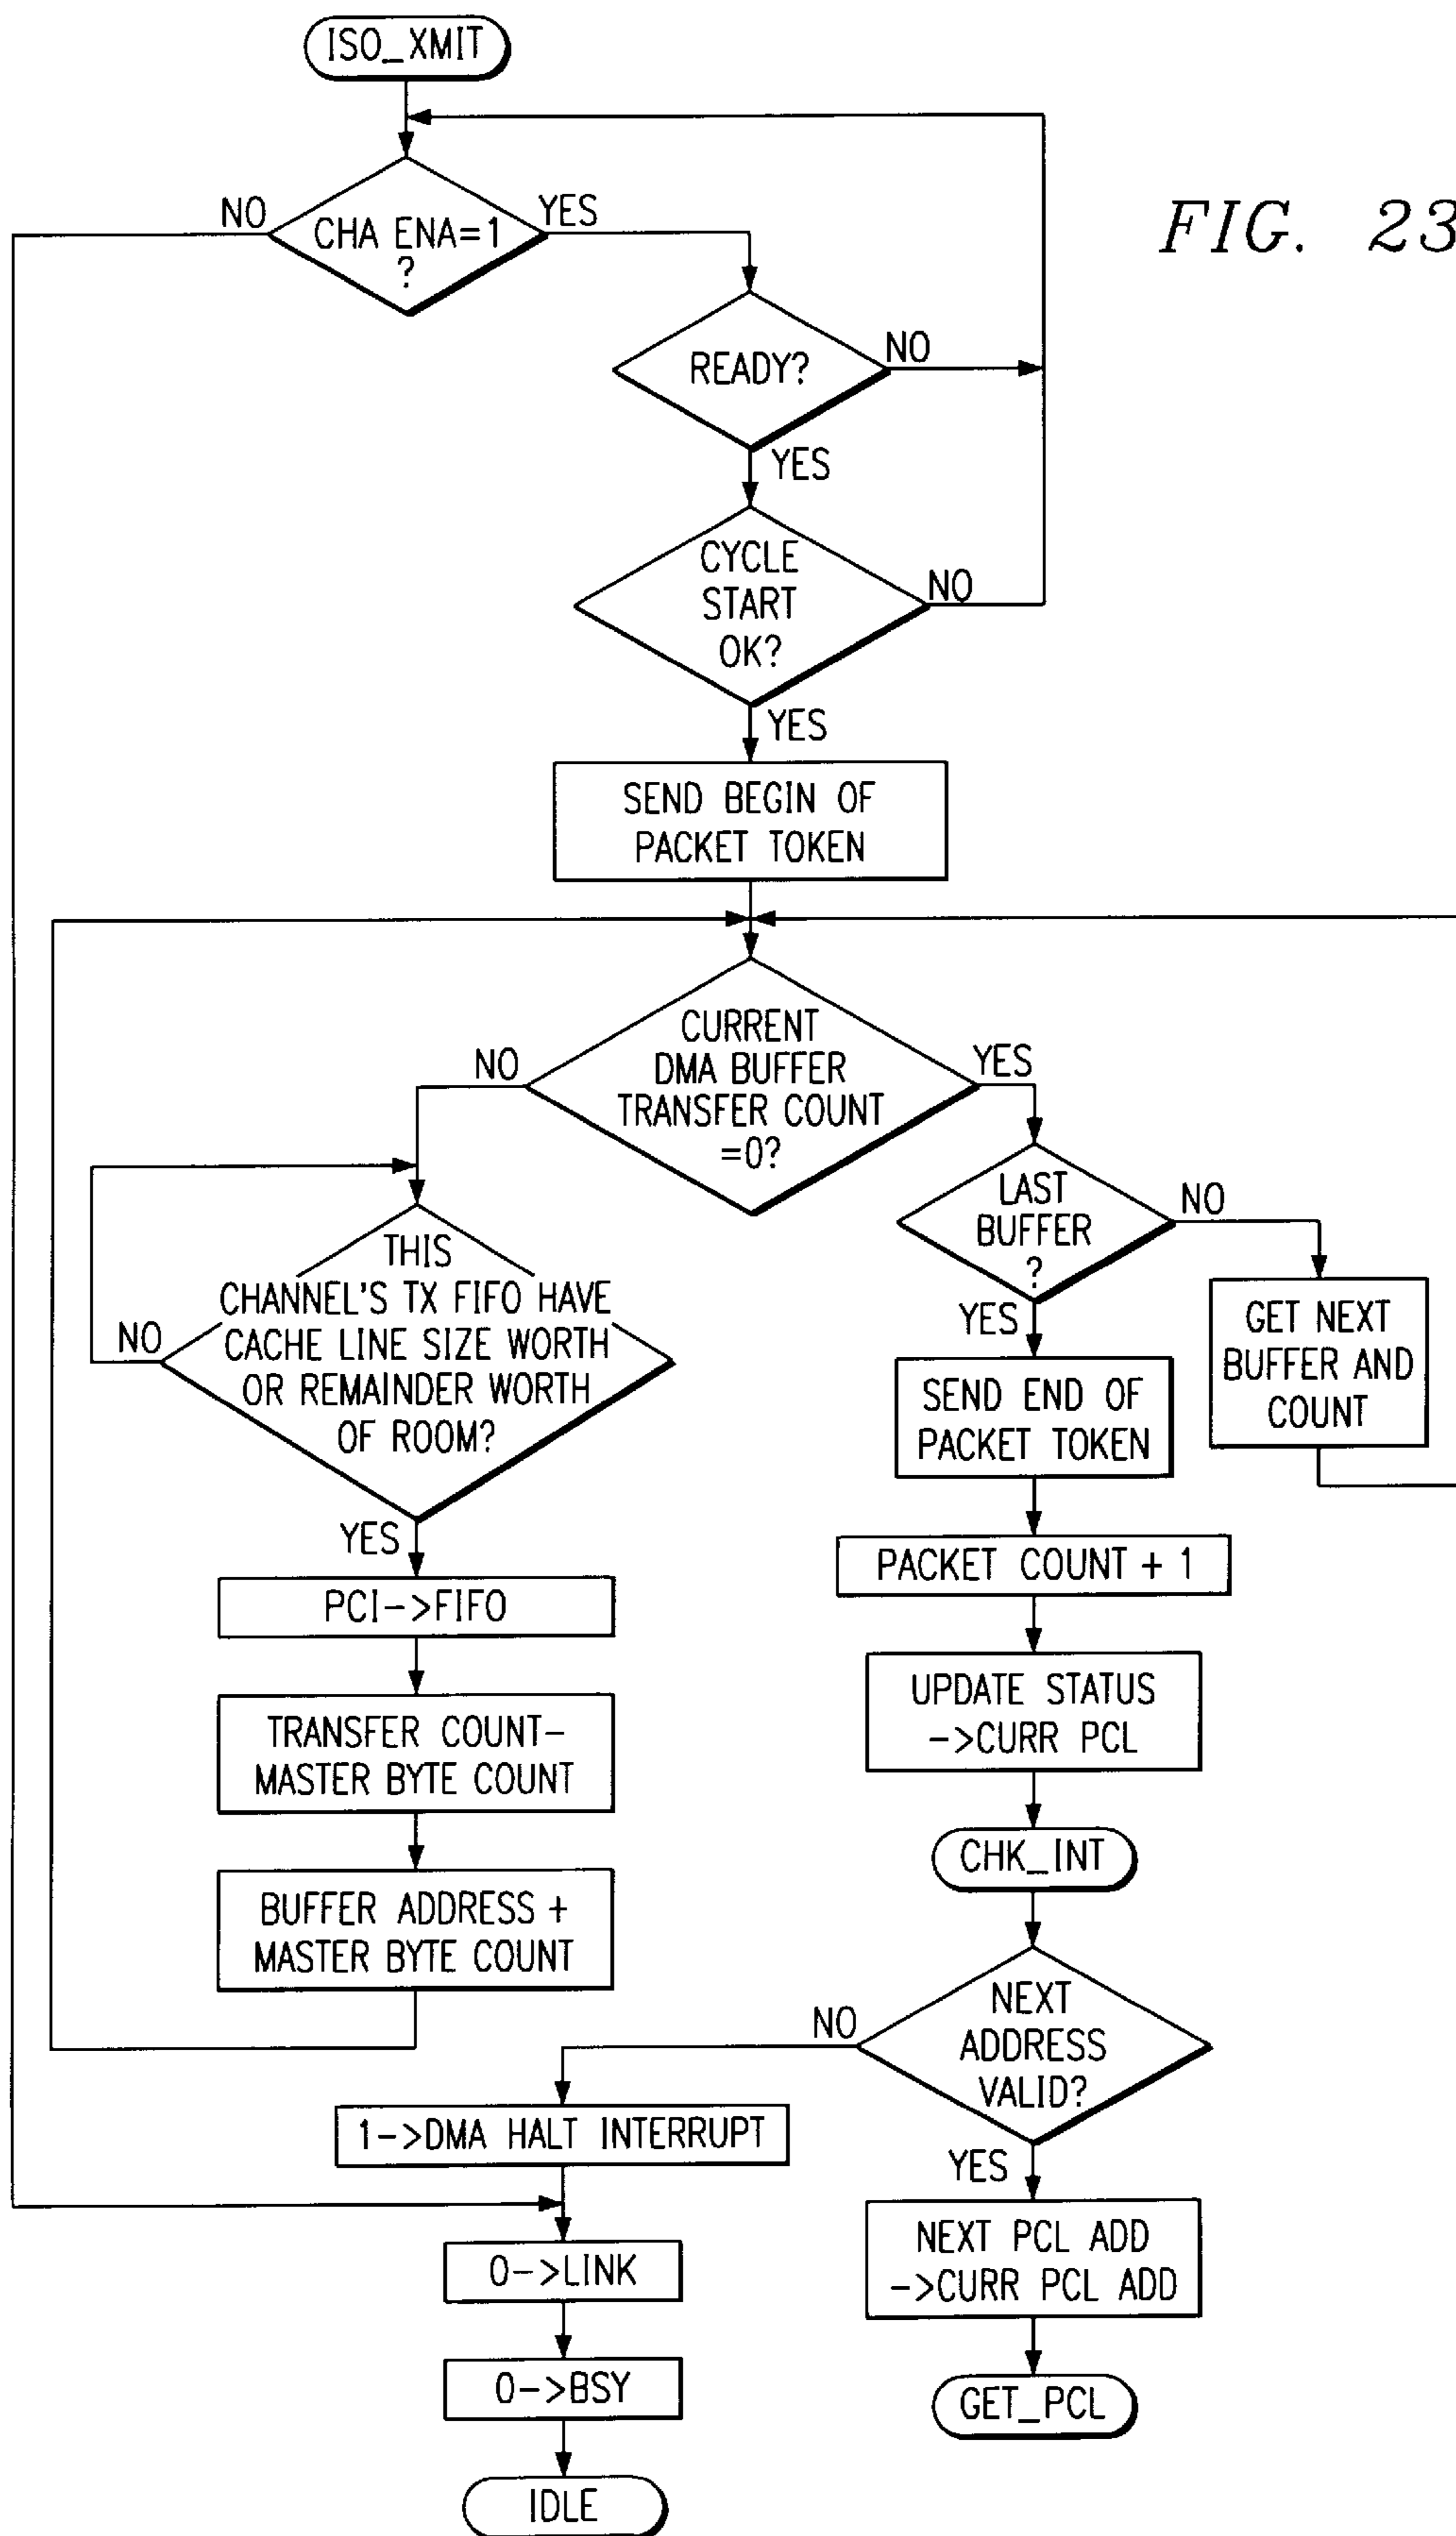 ISO_XMIT
NO
YES
CHA ENA=1
?
FIG. 23
READY?
NO
YES
CYCLE
START
OK?
NO
YES
SEND BEGIN OF
PACKET TOKEN
CURRENT
DMA BUFFER
TRANSFER COUNT
=0?
NO
YES
THIS
CHANNEL'S TX FIFO HAVE
CACHE LINE SIZE WORTH
OR REMAINDER WORTH
OF ROOM?
NO
YES
LAST
BUFFER
?
NO
YES
GET NEXT
BUFFER AND
COUNT
SEND END OF
PACKET TOKEN
PCI->FIFO
PACKET COUNT + 1
TRANSFER COUNT-
MASTER BYTE COUNT
UPDATE STATUS
->CURR PCL
BUFFER ADDRESS +
MASTER BYTE COUNT
CHK_INT
NEXT
ADDRESS
VALID?
NO
YES
1->DMA HALT INTERRUPT
0->LINK
0->BSY
IDLE
NEXT PCL ADD
->CURR PCL ADD
GET_PCL